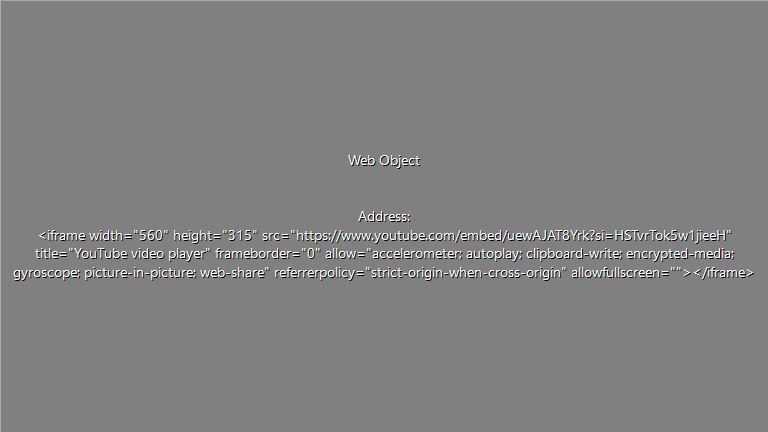 Web Object
Address:
<iframe width="560" height="315" src="https://www.youtube.com/embed/uewAJAT8Yrk?si=HSTvrTok5w1jieeH"
title="YouTube video player" frameborder="0" allow="accelerometer; autoplay; clipboard-write; encrypted-media;
gyroscope; picture-in-picture; web-share" referrerpolicy="strict-origin-when-cross-origin" allowfullscreen=""></iframe>